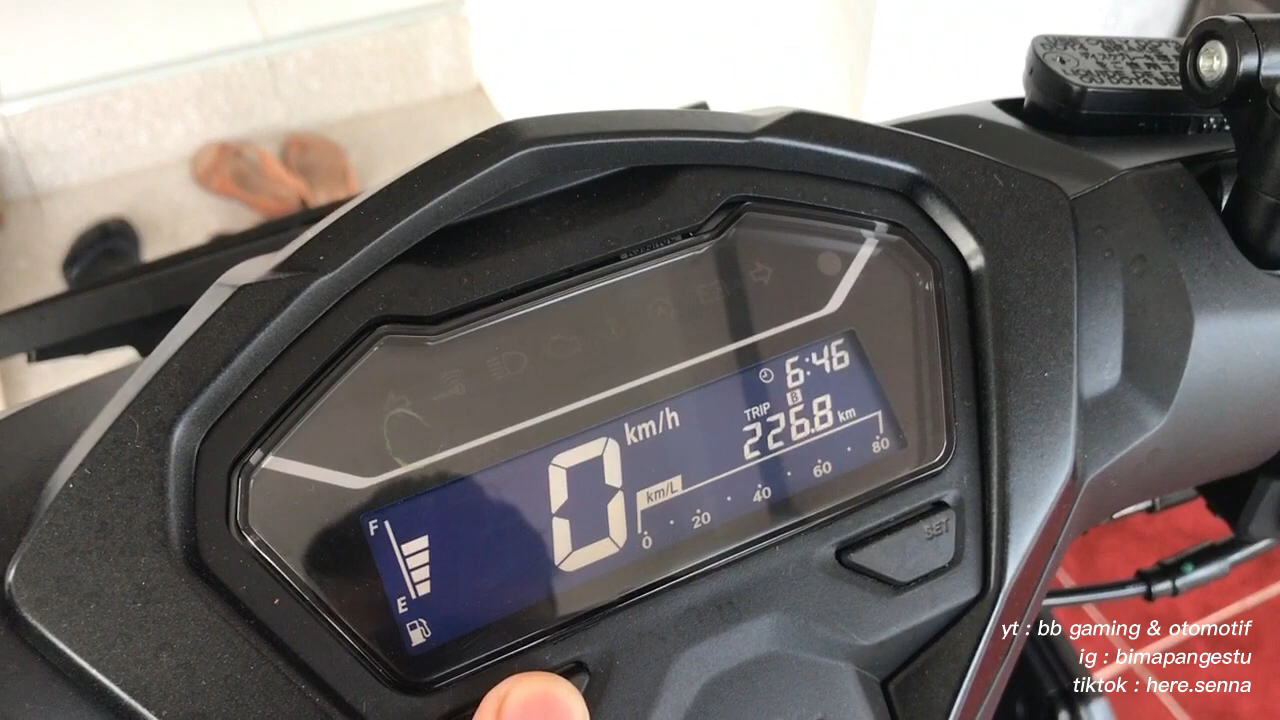 6:46
B
TRIP
226.8 km
km/h
0
km/L
0 20 40 60 80
F
E
SET
yt : bb gaming & otomotif
ig : bimapangestu
tiktok : here.senna